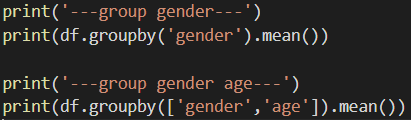 print('---group gender---')
print(df.groupby('gender').mean())
print('---group gender age---')
print(df.groupby(['gender','age']).mean())